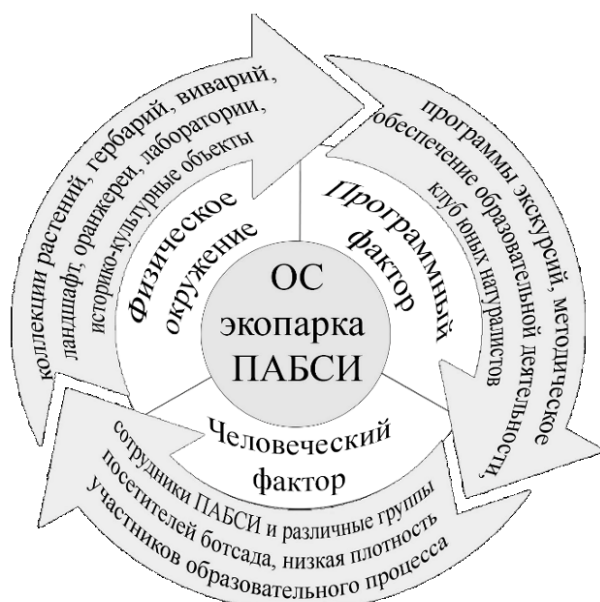 ОС
экопарка
ПАБСИ
Физическое
окружение
коллекции растений, гербарий, виварий,
ландшафт, оранжереи, лаборатории,
историко-культурные объекты
Программный
фактор
программы экскурсий, методическое
обеспечение образовательной деятельности,
клуб юных натуралистов
Человеческий
фактор
сотрудники ПАБСИ и различные группы
посетителей ботсада, низкая плотность
участников образовательного процесса